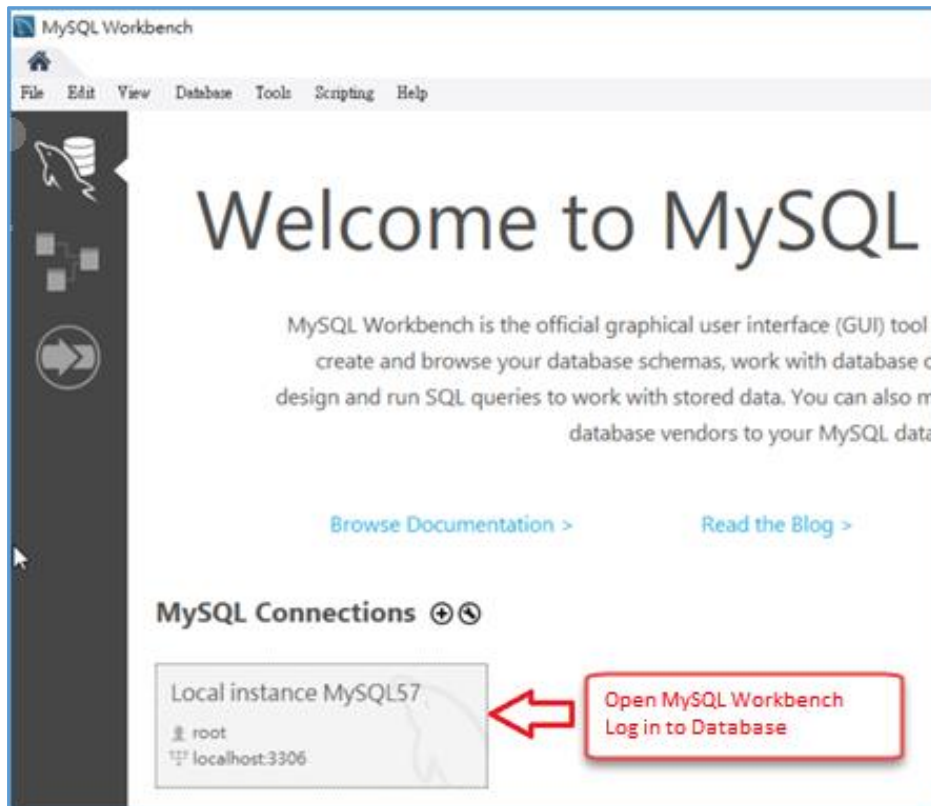 MySQL Workbench
File Edit View Database Tools Scripting Help
Welcome to MySQL
MySQL Workbench is the official graphical user interface (GUI) tool
create and browse your database schemas, work with database
design and run SQL queries to work with stored data. You can also
database vendors to your MySQL data
Browse Documentation > Read the Blog >
MySQL Connections
Local instance MySQL57
root
localhost:3306
Open MySQL Workbench
Log in to Database